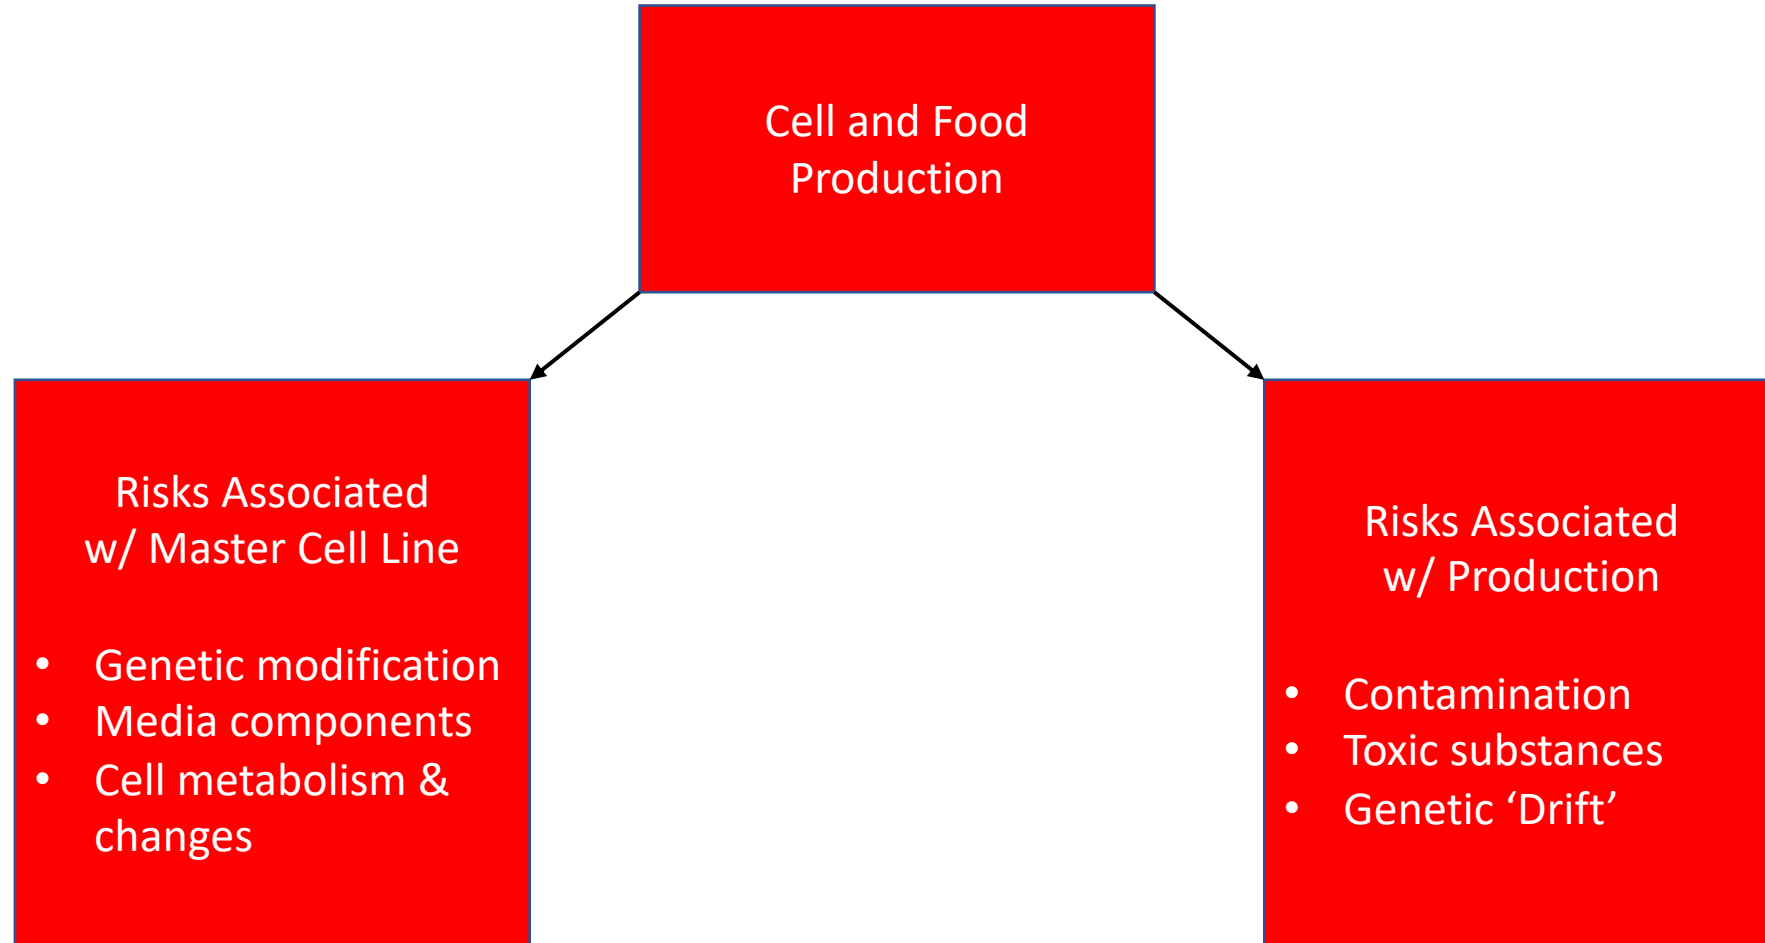 Cell and Food
Production
Risks Associated
w/ Master Cell Line
• Genetic modification
• Media components
• Cell metabolism &
changes
Risks Associated
w/ Production
• Contamination
• Toxic substances
• Genetic ‘Drift’